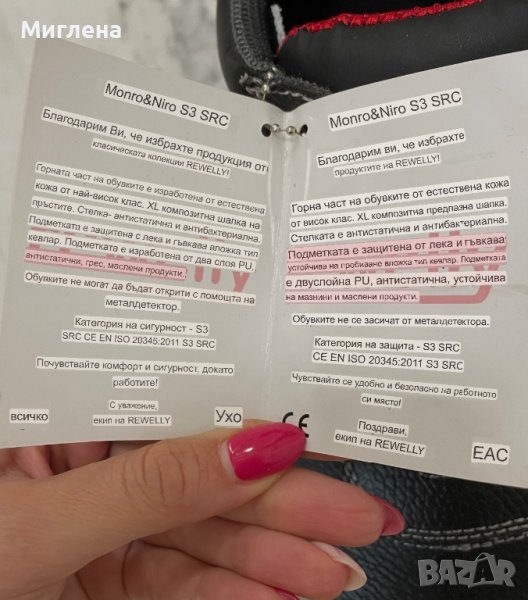 Миглена
Monro&Niro S3 SRC
Благодарим Ви, че избрахте продукция от
класическата колекция REWELLY!
Горната част на обувките е изработена от естествена
кожа от най-висок клас. XL композитна шапка на
пръстите. Стелка- антистатична и антибактериална.
Подметката е защитена с лека и гъвкава вложка тип
кевлар. Подметката е изработена от два слоя PU,
антистатични, грес, маслени продукти.
Обувките не могат да бъдат открити с помощта на
металдетектор.
Категория на сигурност - S3
SRC CE EN ISO 20345:2011 S3 SRC
Почувствайте комфорт и сигурност, докато
работите!
С уважение,
екип на REWELLY
всичко
Ухо
Monro&Niro S3 SRC
Благодарим ви, че избрахте
продуктите на REWELLY!
Горна част на обувките от естествена кожа
от висок клас. XL композитна предпазна шапка.
Стелката е антистатична и антибактериална.
Подметката е защитена от лека и гъвкава,
устойчива на пробиване вложка тип кевлар. Подметката
е двуслойна PU, антистатична, устойчива
на мазнини и маслени продукти.
Обувките не се засичат от металдетектора.
Категория на защита - S3 SRC
CE EN ISO 20345:2011 S3 SRC
Чувствайте се удобно и безопасно на работното
си място!
Поздрави,
екип на REWELLY
CE
EAC
BAZAR